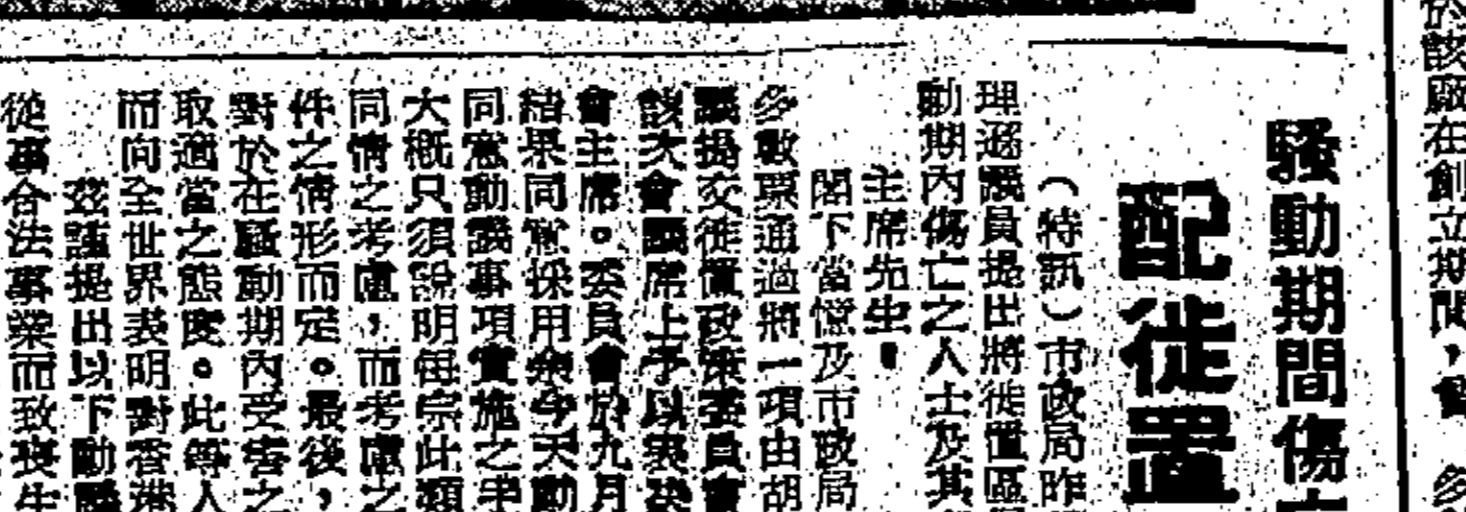 於該廠在創立期間，
騷動期間傷
配徙置
（特訊）市政局昨
理遜議員提出將徙置區
動期內傷亡之人士及其
主席先生：
閣下當憶及市政局
多數票通過將一項由胡
議提交徙置政策委員會
該大會議席上予以表決
會主席。委員會於九月
結果同意採用余今天動
同意動議事項實施之手
大概只須說明每宗此類
同情之考慮，而考慮之
件之情形而定。最後，
對於在騷動期內受害之
取適當之態度。此等人
而向全世界表明對香港
茲謹提出以下動議
從事合法事業而致喪生